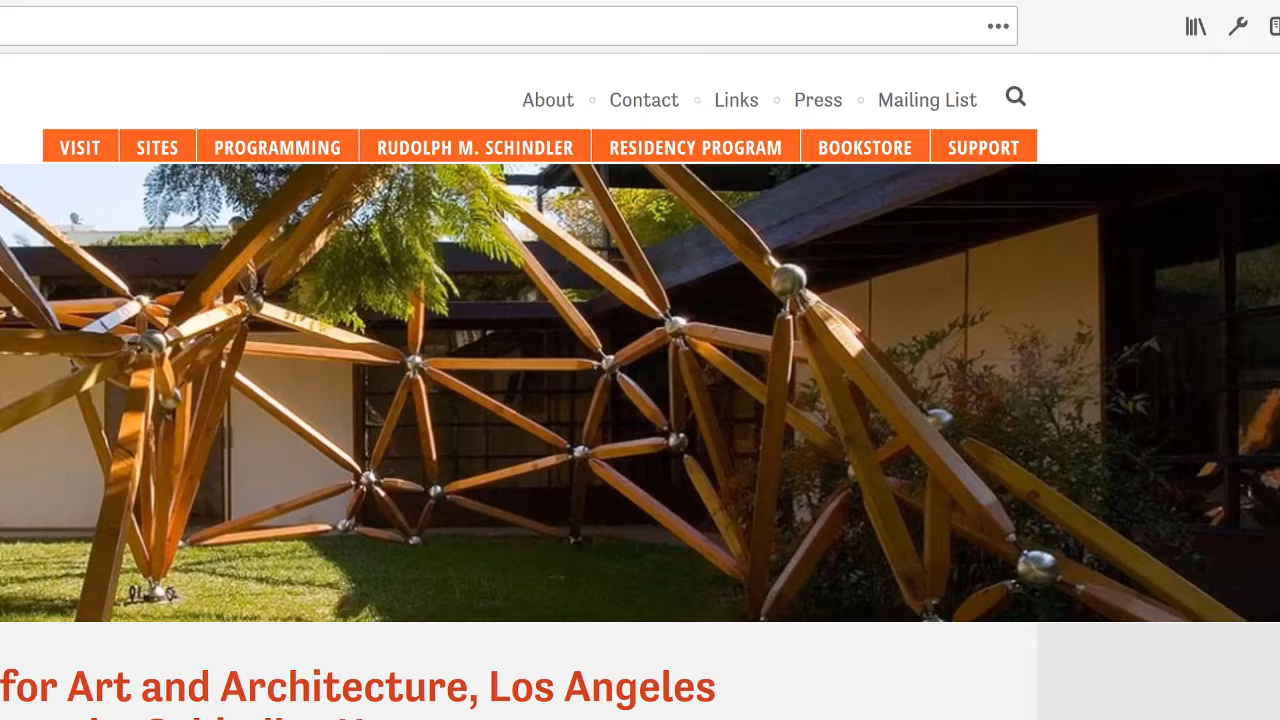 About Contact Links Press Mailing List
VISIT SITES PROGRAMMING RUDOLPH M. SCHINDLER RESIDENCY PROGRAM BOOKSTORE SUPPORT
for Art and Architecture, Los Angeles